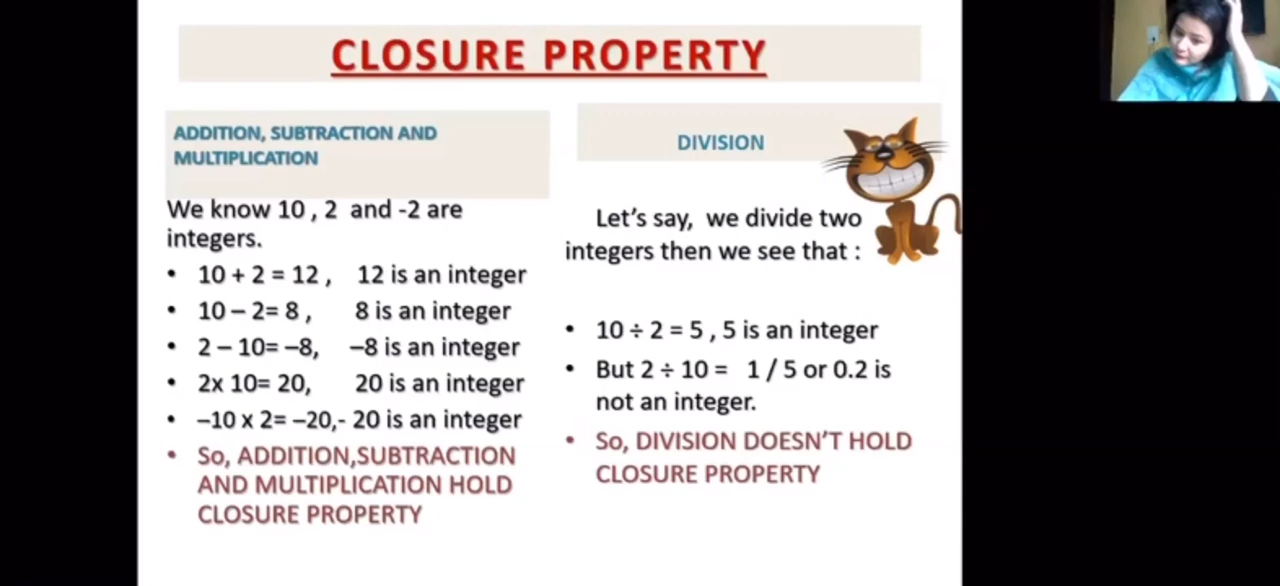 CLOSURE PROPERTY
ADDITION, SUBTRACTION AND
MULTIPLICATION
We know 10 , 2 and -2 are
integers.
• 10 + 2 = 12 , 12 is an integer
• 10 – 2= 8 , 8 is an integer
• 2 – 10= –8, –8 is an integer
• 2x 10= 20, 20 is an integer
• –10 x 2= –20,- 20 is an integer
• So, ADDITION,SUBTRACTION
AND MULTIPLICATION HOLD
CLOSURE PROPERTY
DIVISION
Let’s say, we divide two
integers then we see that :
• 10 ÷ 2 = 5 , 5 is an integer
• But 2 ÷ 10 = 1 / 5 or 0.2 is
not an integer.
• So, DIVISION DOESN’T HOLD
CLOSURE PROPERTY